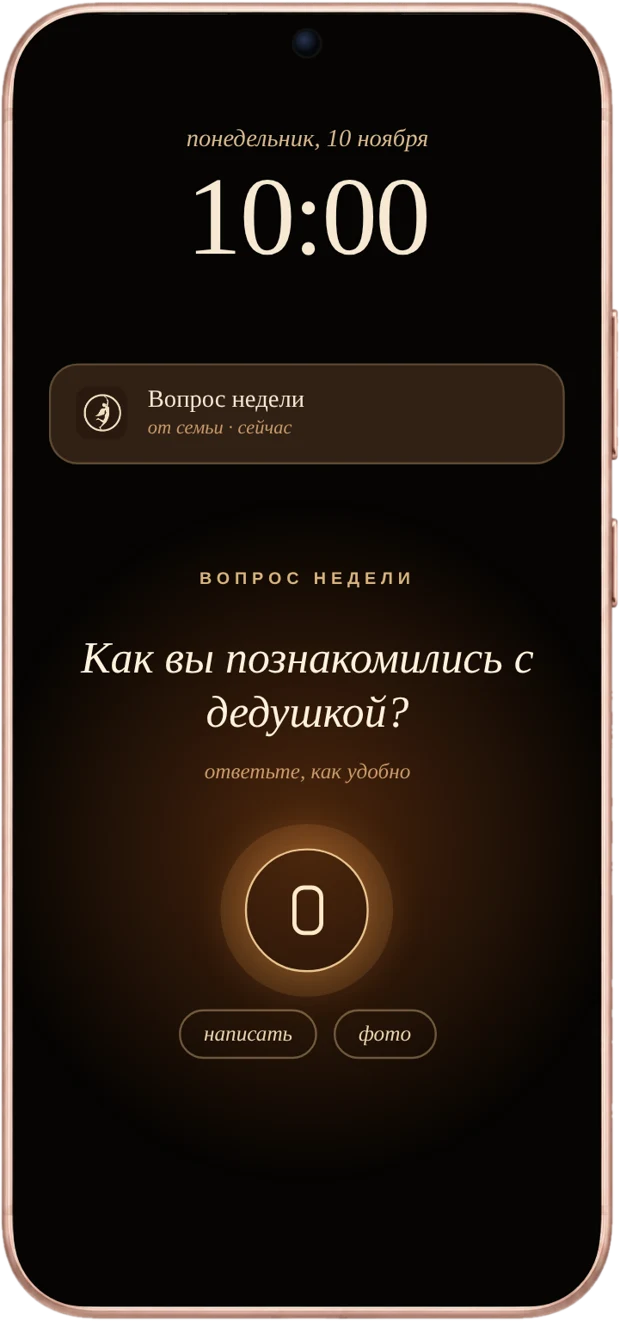 понедельник, 10 ноября
10:00
Вопрос недели
от семьи · сейчас
ВОПРОС НЕДЕЛИ
Как вы познакомились с
дедушкой?
ответьте, как удобно
написать
фото